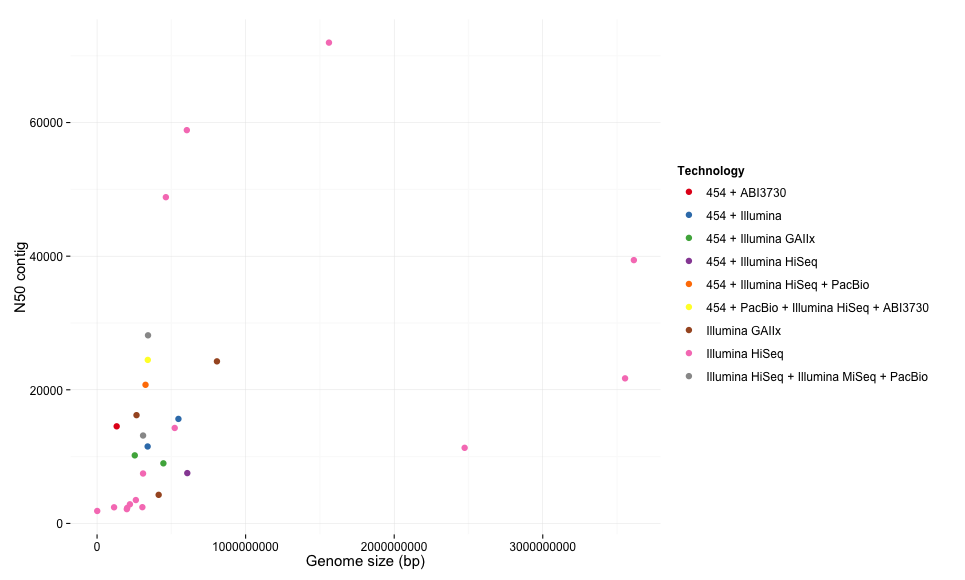 60000
40000
20000
0
N50 contig
0 1000000000 2000000000 3000000000
Genome size (bp)
Technology
454 + ABI3730
454 + Illumina
454 + Illumina GAIIx
454 + Illumina HiSeq
454 + Illumina HiSeq + PacBio
454 + PacBio + Illumina HiSeq + ABI3730
Illumina GAIIx
Illumina HiSeq
Illumina HiSeq + Illumina MiSeq + PacBio